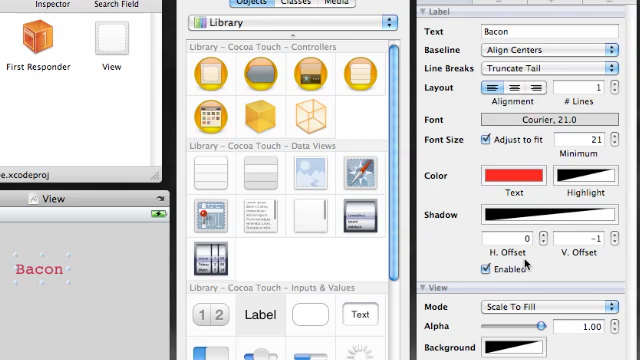 Inspector
Search Field
First Responder
View
e.xcodeproj
View
Bacon
Objects
Classes
Media
Library
Library – Cocoa Touch – Controllers
Library – Cocoa Touch – Data Views
Library – Cocoa Touch – Inputs & Values
1 2
Label
Text
Label
Text
Bacon
Baseline
Align Centers
Line Breaks
Truncate Tail
Layout
1
Alignment
# Lines
Font
Courier, 21.0
Font Size
Adjust to fit
21
Minimum
Color
Text
Highlight
Shadow
0
-1
H. Offset
V. Offset
Enabled
View
Mode
Scale To Fill
Alpha
1.00
Background